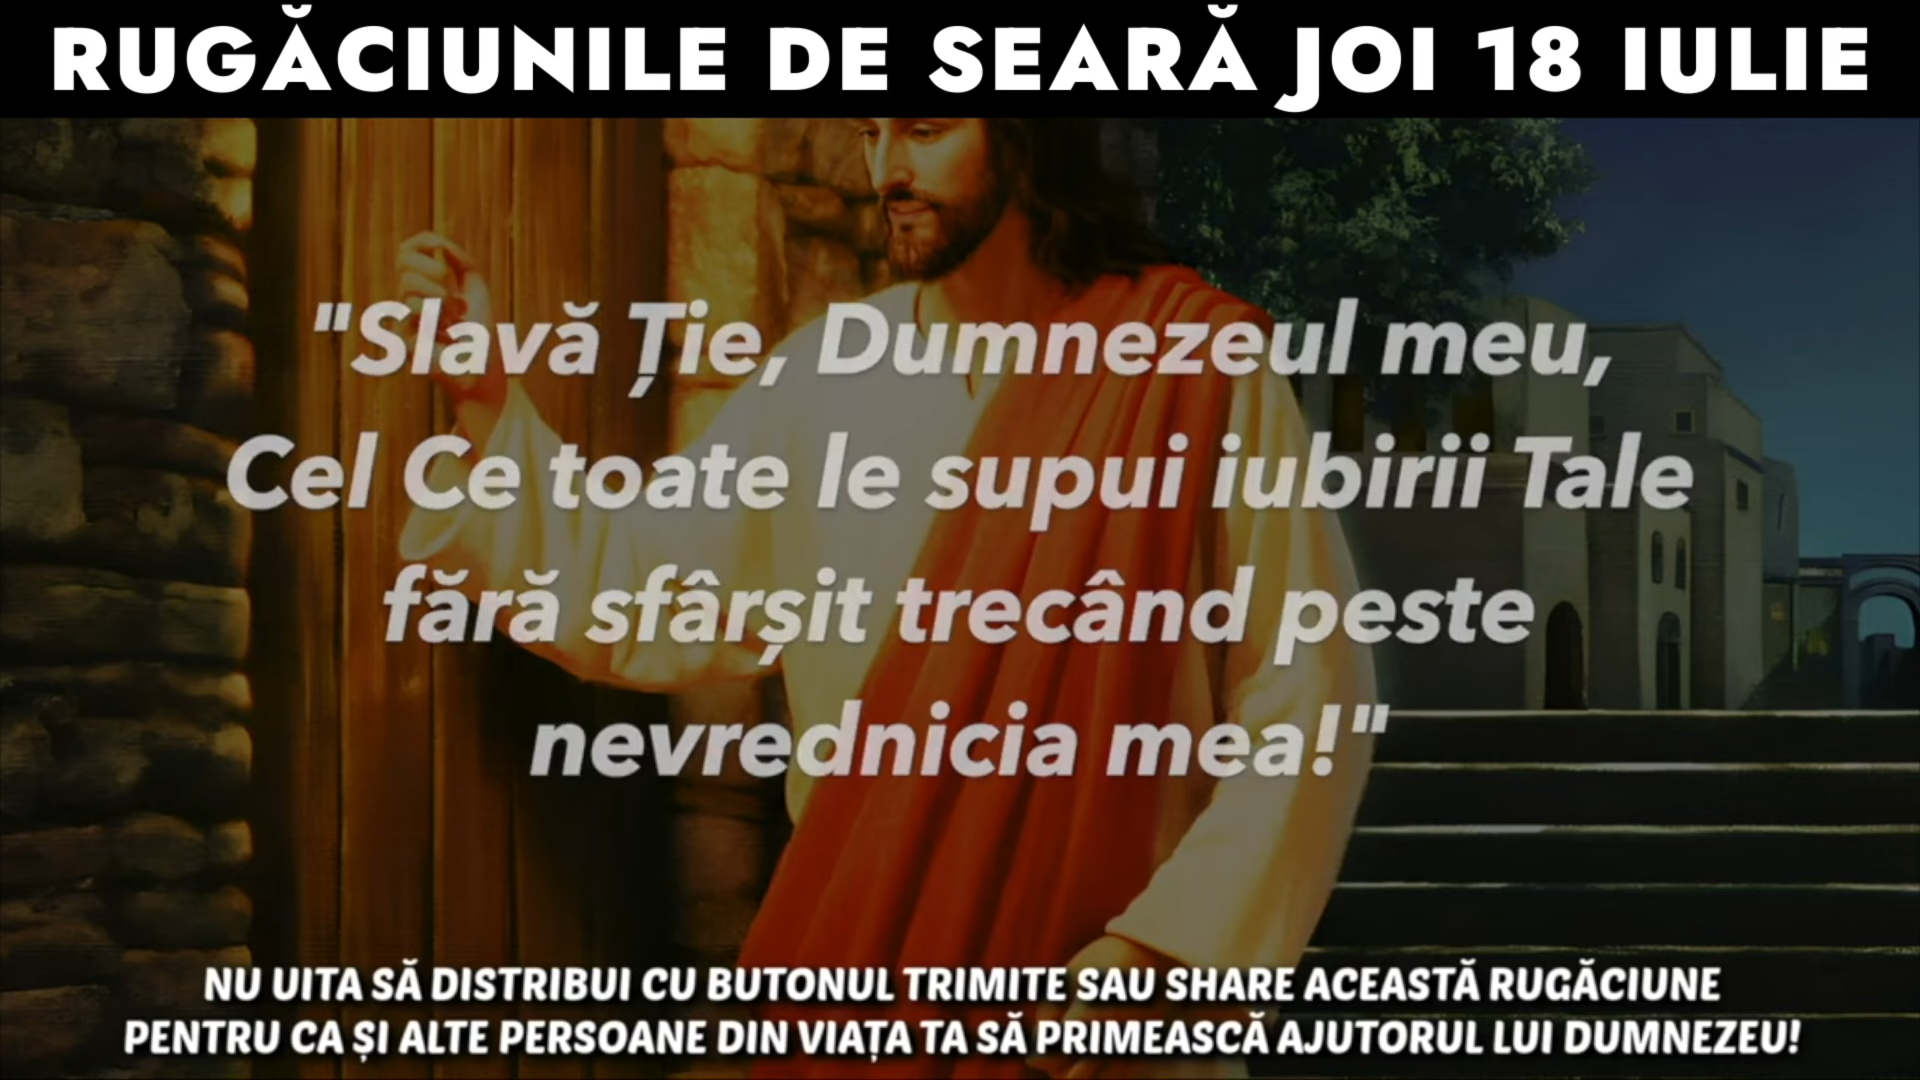 RUGĂCIUNILE DE SEARĂ JOI 18 IULIE
"Slavă Ție, Dumnezeul meu,
Cel Ce toate le supui iubirii Tale
fără sfârșit trecând peste
nevrednicia mea!"
NU UITA SĂ DISTRIBUI CU BUTONUL TRIMITE SAU SHARE ACEASTĂ RUGĂCIUNE
PENTRU CA ȘI ALTE PERSOANE DIN VIAȚA TA SĂ PRIMEASCĂ AJUTORUL LUI DUMNEZEU!